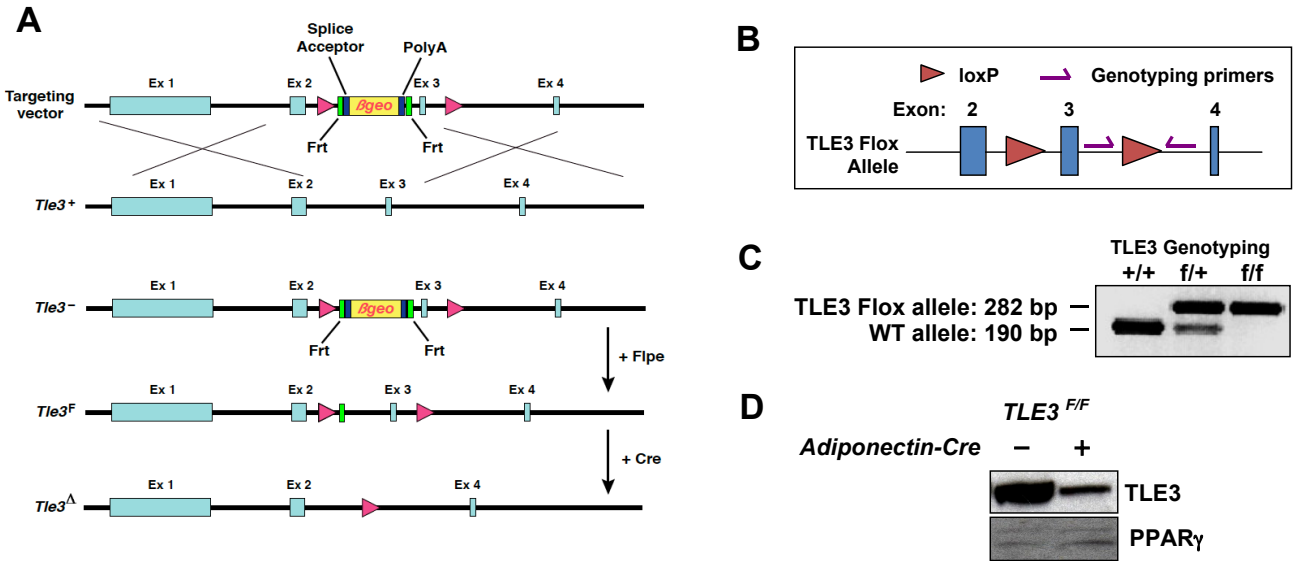 A
Splice
Acceptor
PolyA
Ex 1
Ex 2
Ex 3
Ex 4
Targeting
vector
βgeo
Frt
Frt
Ex 1
Ex 2
Ex 3
Ex 4
Tle3+
Ex 1
Ex 2
Ex 3
Ex 4
Tle3−
βgeo
Frt
Frt
+ Flpe
Ex 1
Ex 2
Ex 3
Ex 4
Tle3F
+ Cre
Ex 1
Ex 2
Ex 4
Tle3Δ
B
loxP
Genotyping primers
Exon: 2 3 4
TLE3 Flox
Allele
C
TLE3 Genotyping
+/+ f/+ f/f
TLE3 Flox allele: 282 bp –
WT allele: 190 bp –
D
TLE3 F/F
Adiponectin-Cre – +
TLE3
PPARγ